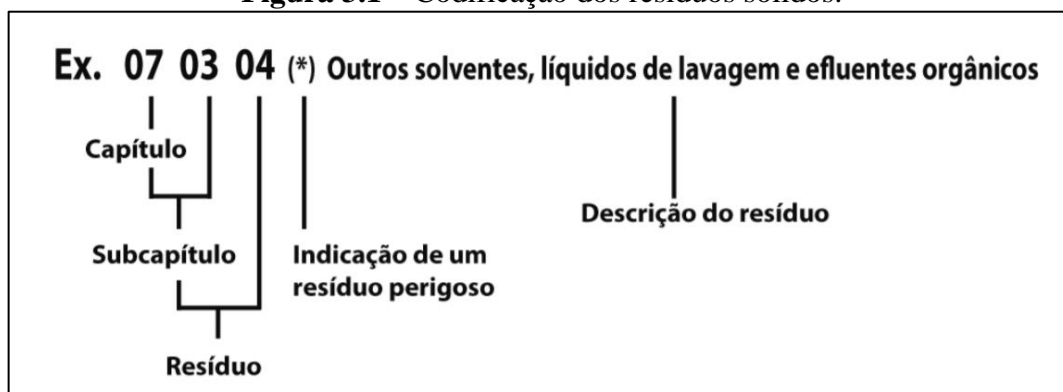 Figura 3.1 – Codificação dos resíduos sólidos.
Ex. 07 03 04 (*) Outros solventes, líquidos de lavagem e efluentes orgânicos
Capítulo
Descrição do resíduo
Subcapítulo
Indicação de um
resíduo perigoso
Resíduo